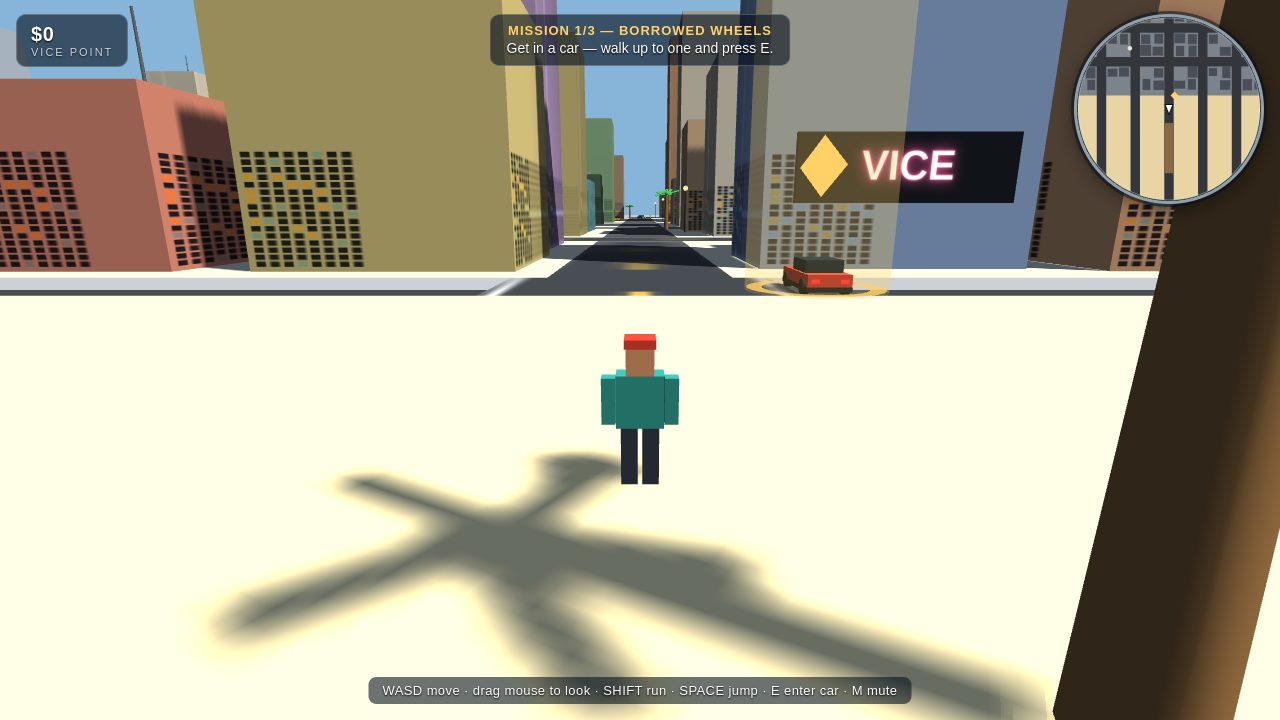 $0
VICE POINT
MISSION 1/3 — BORROWED WHEELS
Get in a car — walk up to one and press E.
VICE
WASD move · drag mouse to look · SHIFT run · SPACE jump · E enter car · M mute